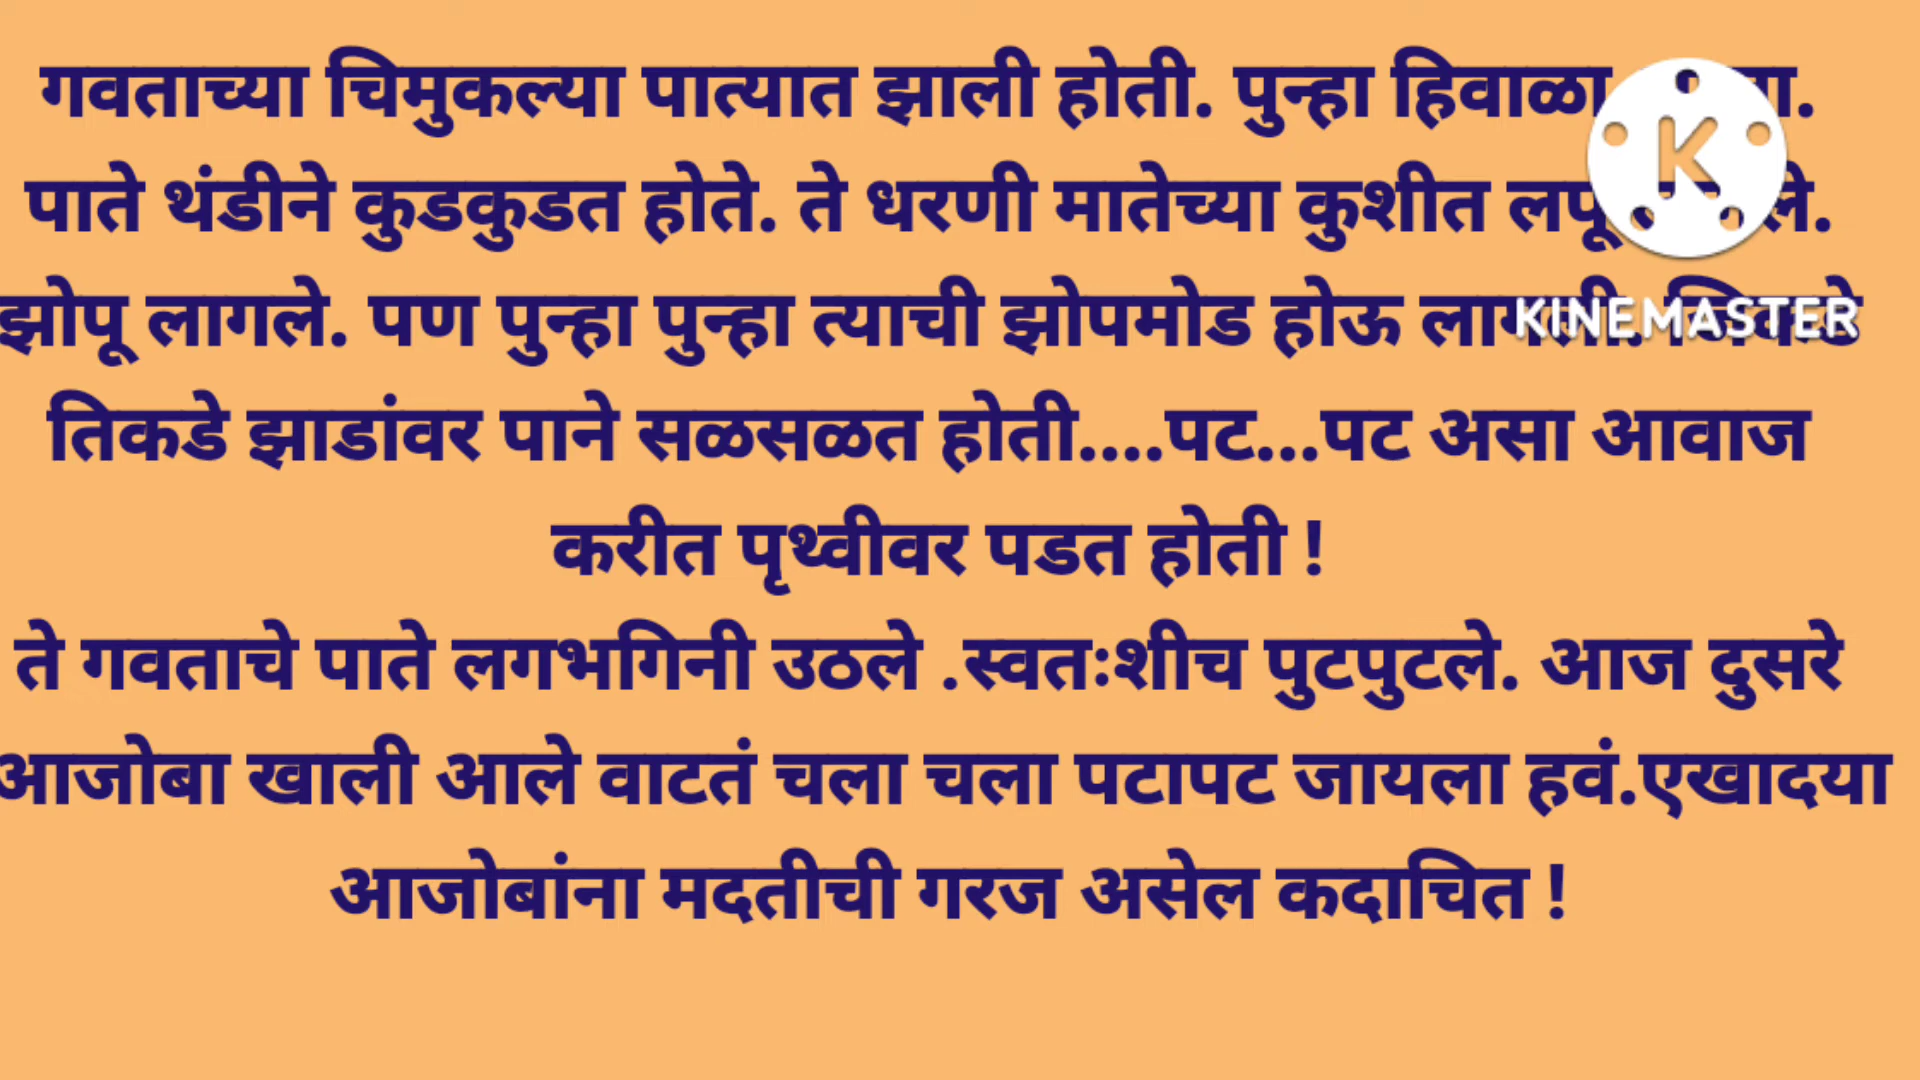 गवताच्या चिमुकल्या पात्यात झाली होती. पुन्हा हिवाळा
पाते थंडीने कुडकुडत होते. ते धरणी मातेच्या कुशीत
झोपू लागले. पण पुन्हा पुन्हा त्याची झोपमोड होऊ लागली.
KINEMASTER
तिकडे झाडांवर पाने सळसळत होती....पट...पट असा आवाज
करीत पृथ्वीवर पडत होती !
ते गवताचे पाते लगभगिनी उठले .स्वतःशीच पुटपुटले. आज दुसरे
आजोबा खाली आले वाटतं चला चला पटापट जायला हवं.एखादया
आजोबांना मदतीची गरज असेल कदाचित !